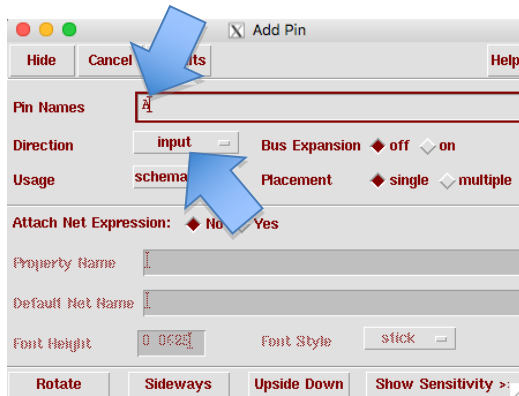 Add Pin
Hide Cancel Help
Pin Names A
Direction input Bus Expansion off on
Usage Placement single multiple
Attach Net Expression: No Yes
Property Name
Default Net Name
Font Height 0.0625 Font Style stick
Rotate Sideways Upside Down Show Sensitivity >>